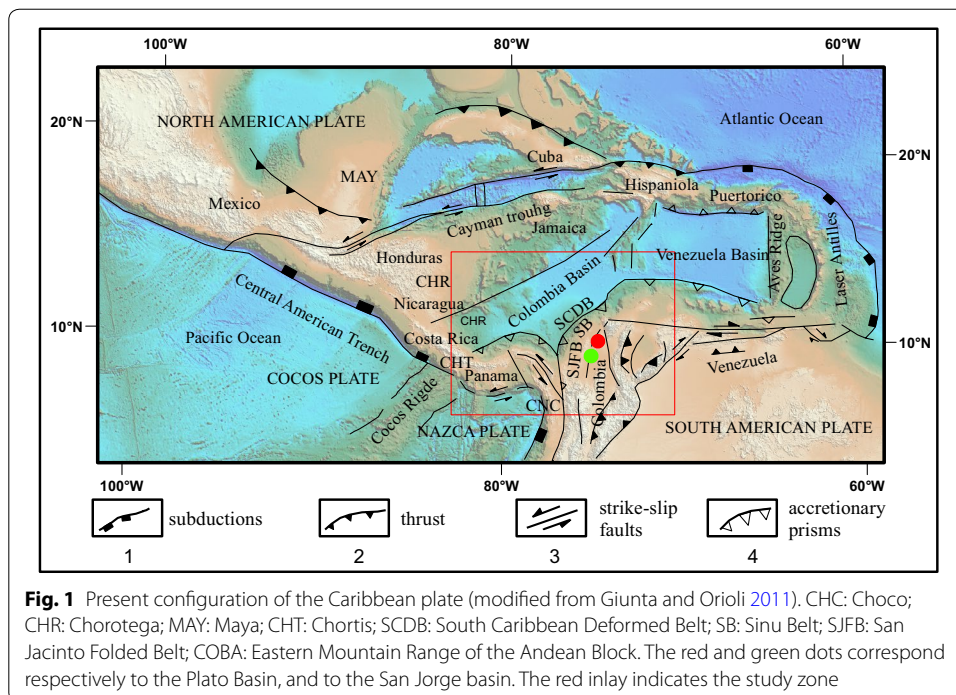 100°W 80°W 60°W
20°N
20°N
10°N
10°N
NORTH AMERICAN PLATE
Atlantic Ocean
MAY
Cuba
Mexico
Hispaniola
Puertorico
Cayman trouhg
Jamaica
Honduras
CHR
Nicaragua
CHR
Colombia Basin
Venezuela Basin
Aves Ridge
Laser Antilles
Central American Trench
Pacific Ocean
Costa Rica
SCDB
SB
SJFB
CHT
Panama
Colombia
Venezuela
COCOS PLATE
Cocos Rigde
CNC
NAZCA PLATE
SOUTH AMERICAN PLATE
100°W 80°W 60°W
subductions
1
thrust
2
strike-slip
faults
3
accretionary
prisms
4
Fig. 1 Present configuration of the Caribbean plate (modified from Giunta and Orioli 2011). CHC: Choco;
CHR: Chorotega; MAY: Maya; CHT: Chortis; SCDB: South Caribbean Deformed Belt; SB: Sinu Belt; SJFB: San
Jacinto Folded Belt; COBA: Eastern Mountain Range of the Andean Block. The red and green dots correspond
respectively to the Plato Basin, and to the San Jorge basin. The red inlay indicates the study zone